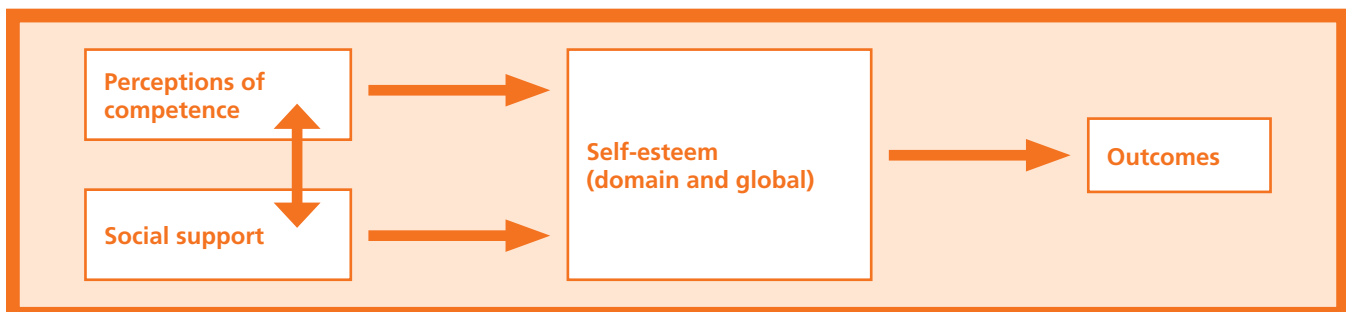 Perceptions of
competence
Social support
Self-esteem
(domain and global)
Outcomes